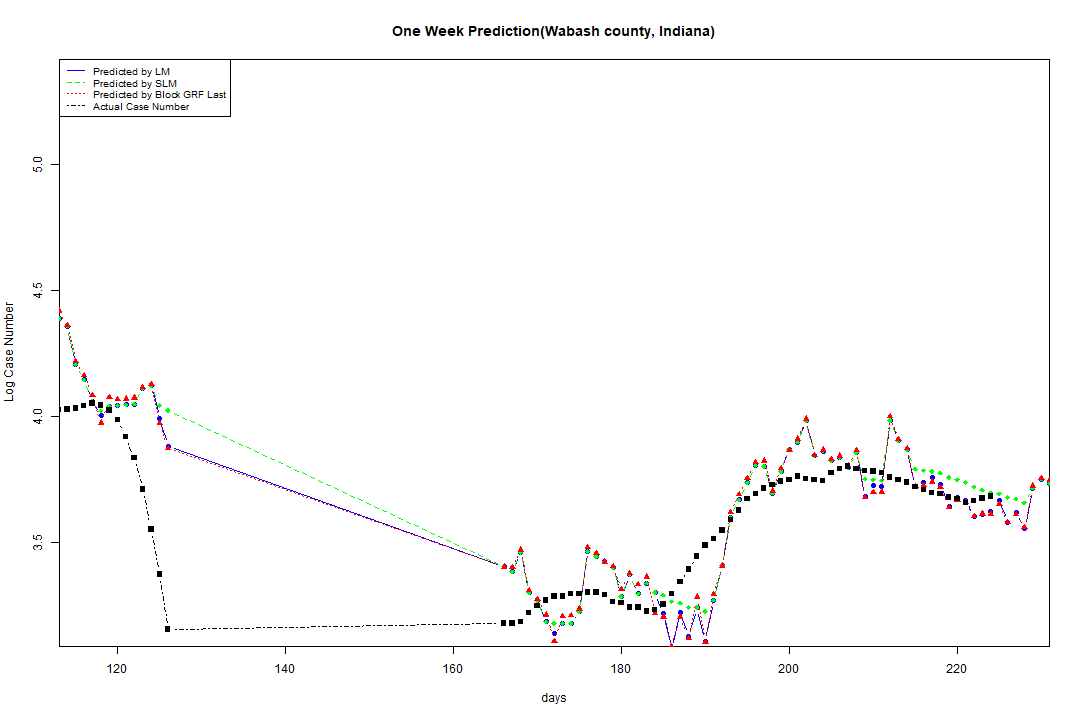 One Week Prediction(Wabash county, Indiana)
Predicted by LM
Predicted by SLM
Predicted by Block GRF Last
Actual Case Number
5.0
4.5
4.0
3.5
Log Case Number
120 140 160 180 200 220
days